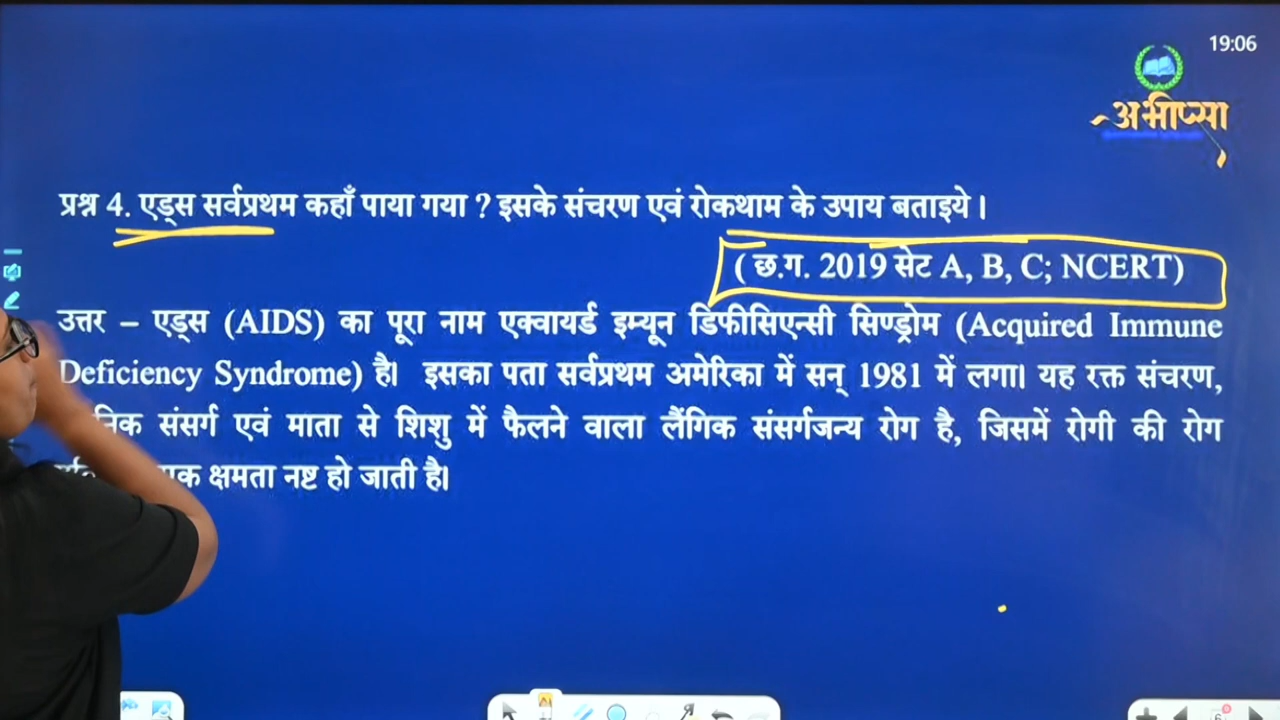 19:06
अभीप्सा
प्रश्न 4. एड्स सर्वप्रथम कहाँ पाया गया ? इसके संचरण एवं रोकथाम के उपाय बताइये ।
( छ.ग. 2019 सेट A, B, C; NCERT)
उत्तर – एड्स (AIDS) का पूरा नाम एक्वायर्ड इम्यून डिफीसिएन्सी सिण्ड्रोम (Acquired Immune
Deficiency Syndrome) है। इसका पता सर्वप्रथम अमेरिका में सन् 1981 में लगा। यह रक्त संचरण,
संसर्ग एवं माता से शिशु में फैलने वाला लैंगिक संसर्गजन्य रोग है, जिसमें रोगी की रोग
क्षमता नष्ट हो जाती है।